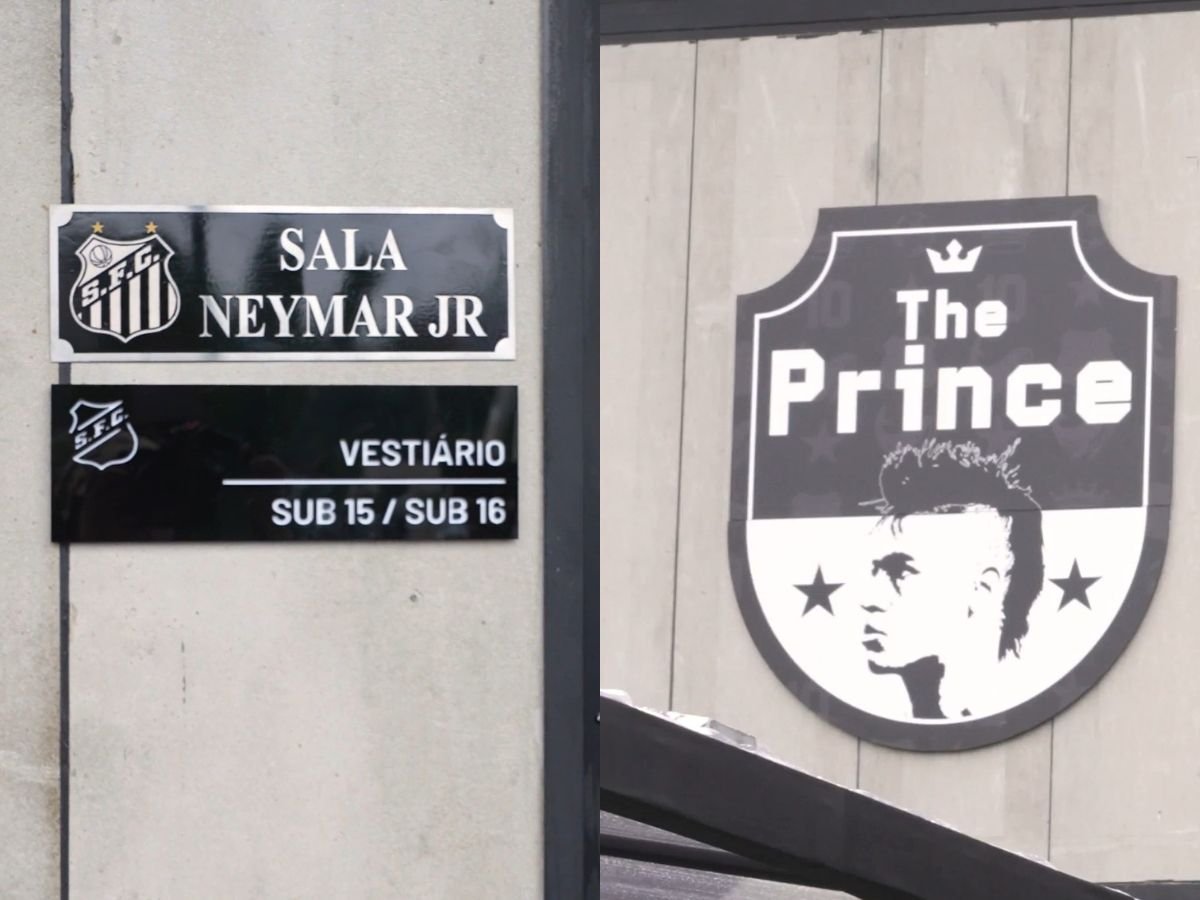 S.F.C.
SALA
NEYMAR JR
S.F.C.
VESTIÁRIO
SUB 15 / SUB 16
The
Prince